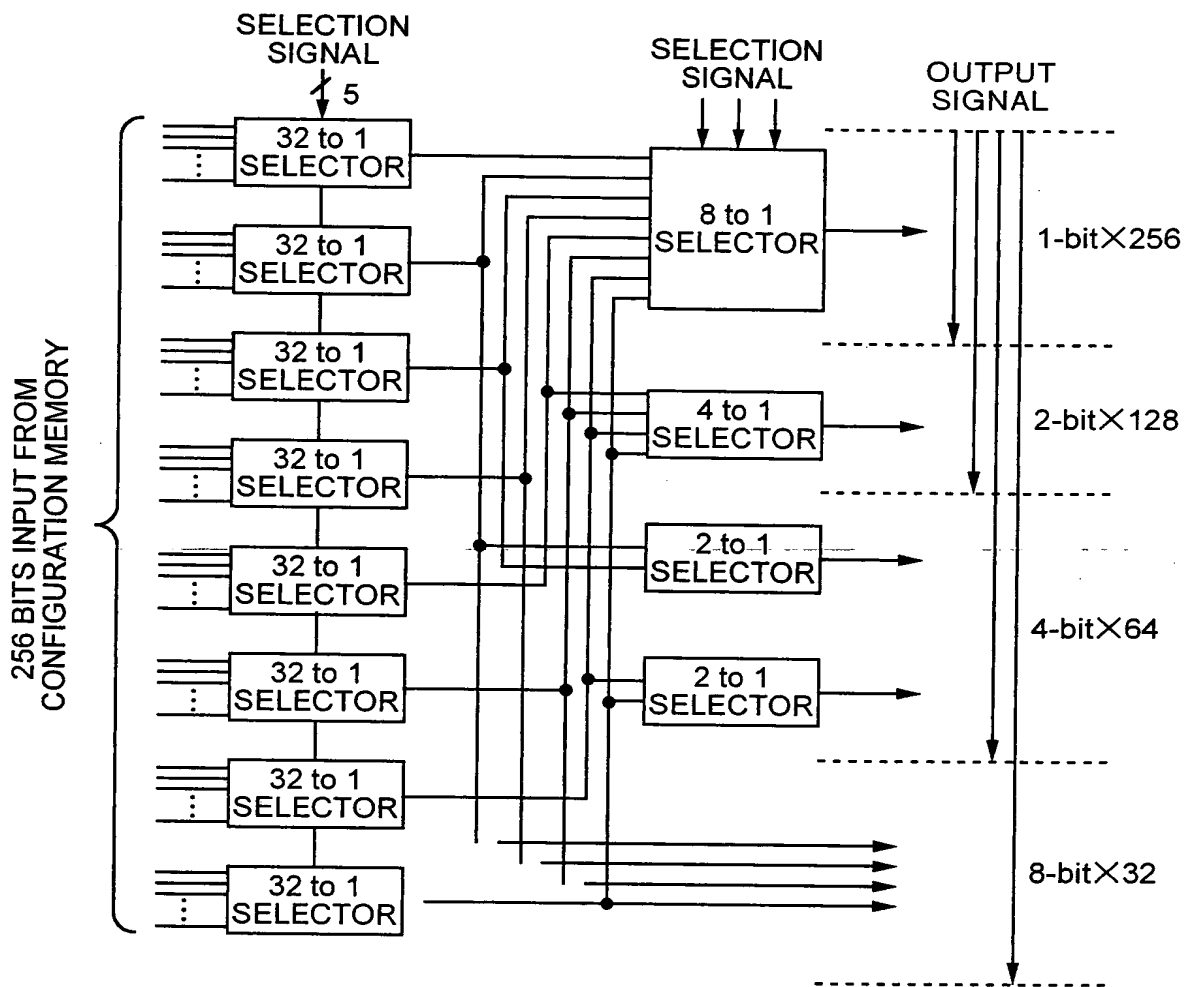 SELECTION
SIGNAL
5
32 to 1
SELECTOR
32 to 1
SELECTOR
32 to 1
SELECTOR
32 to 1
SELECTOR
32 to 1
SELECTOR
32 to 1
SELECTOR
32 to 1
SELECTOR
32 to 1
SELECTOR
256 BITS INPUT FROM
CONFIGURATION MEMORY
SELECTION
SIGNAL
8 to 1
SELECTOR
4 to 1
SELECTOR
2 to 1
SELECTOR
2 to 1
SELECTOR
OUTPUT
SIGNAL
1-bit×256
2-bit×128
4-bit×64
8-bit×32